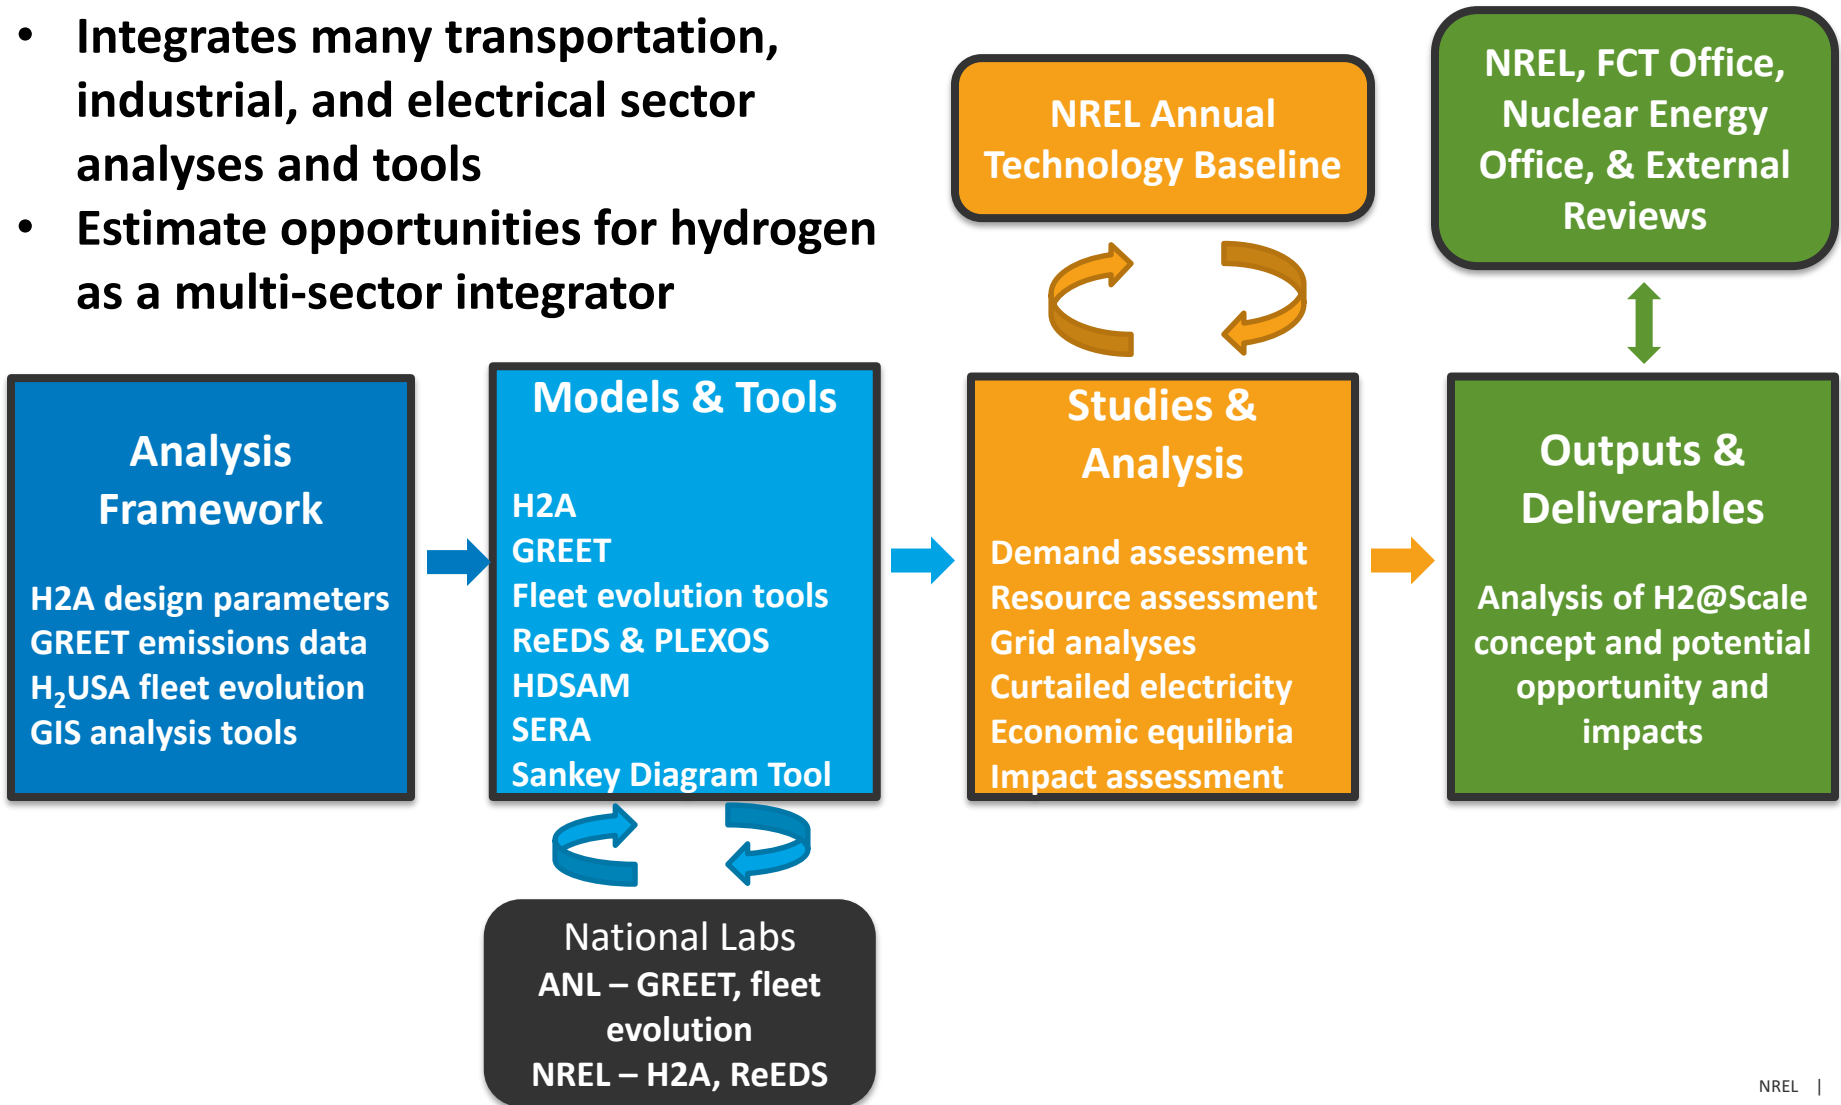 • Integrates many transportation,
industrial, and electrical sector
analyses and tools
• Estimate opportunities for hydrogen
as a multi-sector integrator
NREL Annual
Technology Baseline
NREL, FCT Office,
Nuclear Energy
Office, & External
Reviews
Analysis
Framework
H2A design parameters
GREET emissions data
H₂USA fleet evolution
GIS analysis tools
Models & Tools
H2A
GREET
Fleet evolution tools
ReEDS & PLEXOS
HDSAM
SERA
Sankey Diagram Tool
Studies &
Analysis
Demand assessment
Resource assessment
Grid analyses
Curtailed electricity
Economic equilibria
Impact assessment
Outputs &
Deliverables
Analysis of H2@Scale
concept and potential
opportunity and
impacts
National Labs
ANL – GREET, fleet
evolution
NREL – H2A, ReEDS
NREL |